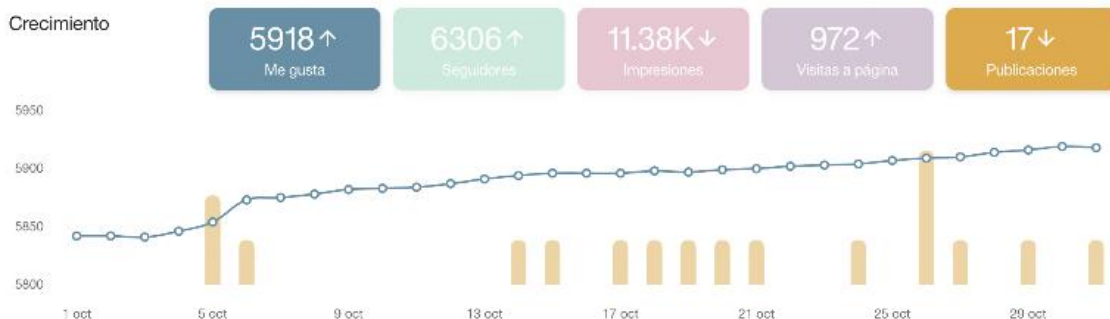 Crecimiento
5918↑
Me gusta
6306↑
Seguidores
11.38K↓
Impresiones
972↑
Visitas a página
17↓
Publicaciones
5950
5900
5850
5800
1 oct
5 oct
9 oct
13 oct
17 oct
21 oct
25 oct
29 oct